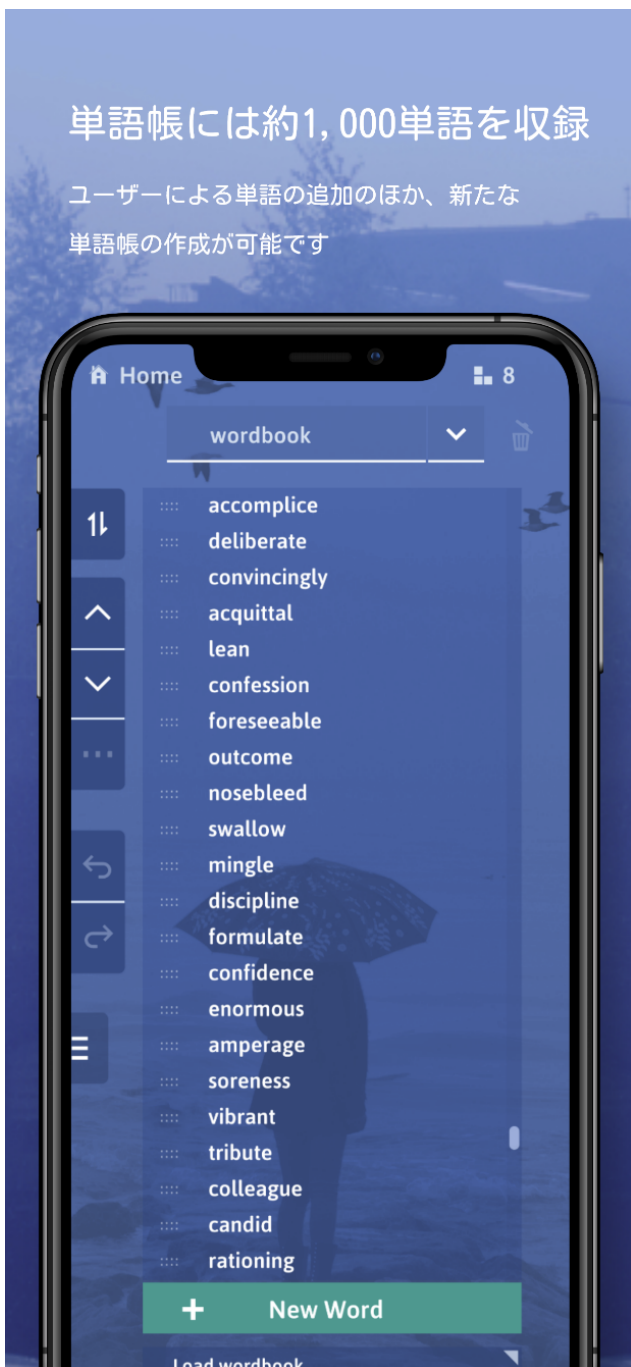 単語帳には約1,000単語を収録
ユーザーによる単語の追加のほか、新たな
単語帳の作成が可能です
Home
8
wordbook
accomplice
deliberate
convincingly
acquittal
lean
confession
foreseeable
outcome
nosebleed
swallow
mingle
discipline
formulate
confidence
enormous
amperage
soreness
vibrant
tribute
colleague
candid
rationing
+ New Word
Load wordbook